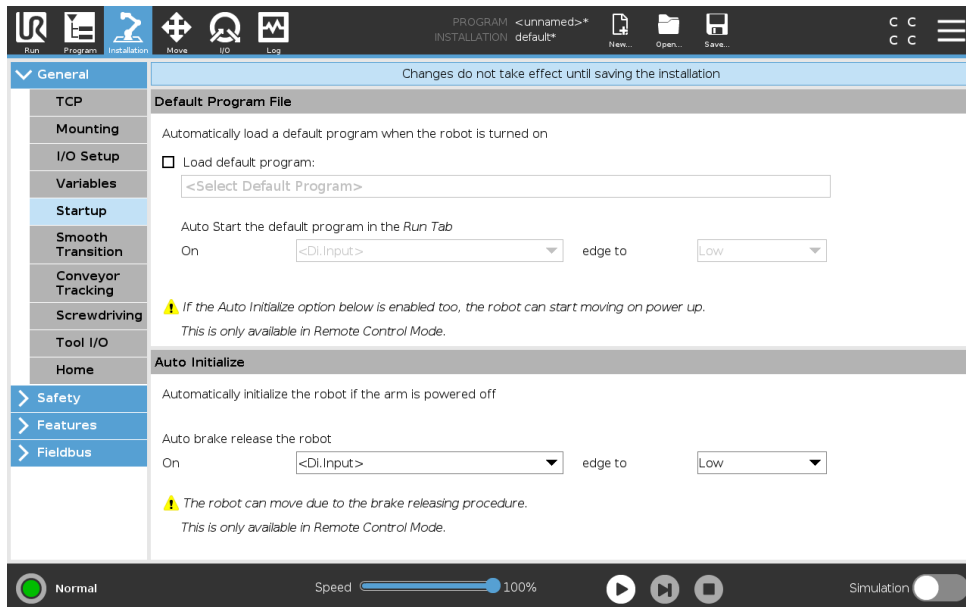 UR
Run
Program
Installation
Move
I/O
Log
PROGRAM <unnamed>*
INSTALLATION default*
New...
Open...
Save...
C C
C C
General
TCP
Mounting
I/O Setup
Variables
Startup
Smooth
Transition
Conveyor
Tracking
Screwdriving
Tool I/O
Home
Safety
Features
Fieldbus
Changes do not take effect until saving the installation
Default Program File
Automatically load a default program when the robot is turned on
Load default program:
<Select Default Program>
Auto Start the default program in the Run Tab
On <Di.Input> edge to Low
If the Auto Initialize option below is enabled too, the robot can start moving on power up.
This is only available in Remote Control Mode.
Auto Initialize
Automatically initialize the robot if the arm is powered off
Auto brake release the robot
On <Di.Input> edge to Low
The robot can move due to the brake releasing procedure.
This is only available in Remote Control Mode.
Normal
Speed 100%
Simulation